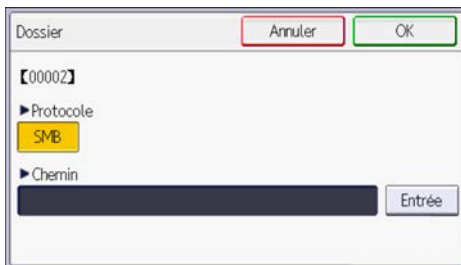 Dossier Annuler OK
【00002】
►Protocole
SMB
►Chemin
Entrée